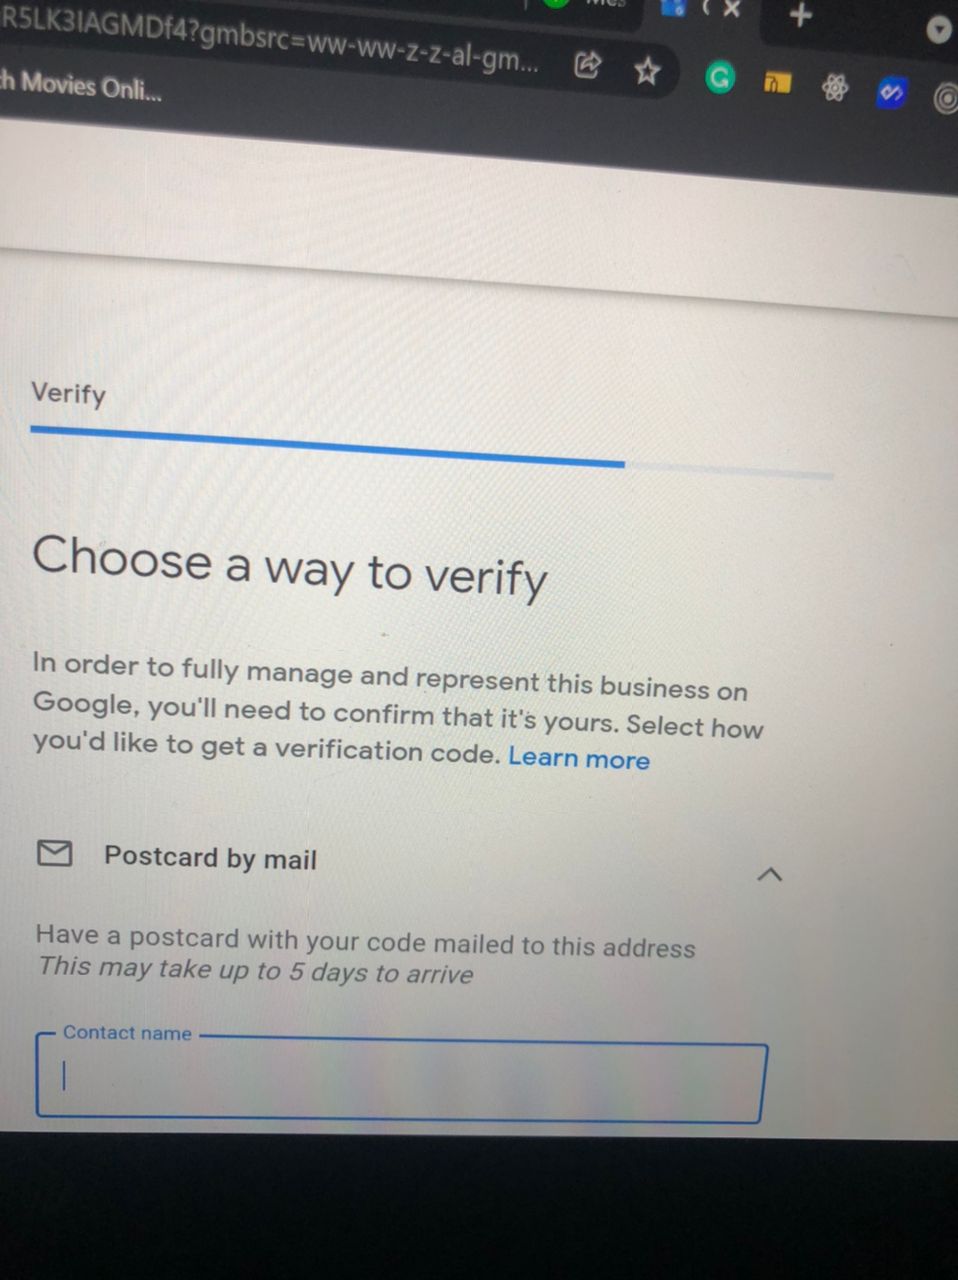 R5LK3IAGMDf4?gmbsrc=ww-ww-z-z-al-gm...
h Movies Onli...
Verify
Choose a way to verify
In order to fully manage and represent this business on
Google, you'll need to confirm that it's yours. Select how
you'd like to get a verification code. Learn more
Postcard by mail
Have a postcard with your code mailed to this address
This may take up to 5 days to arrive
Contact name